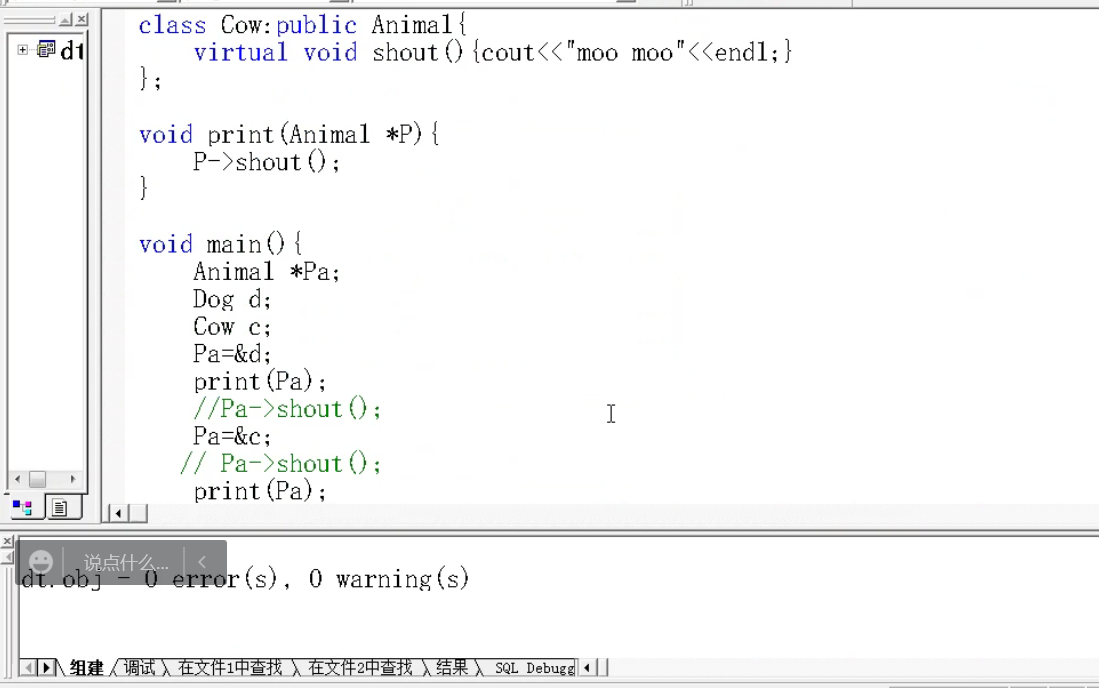 class Cow:public Animal{
virtual void shout(){cout<<"moo moo"<<endl;}
};
void print(Animal *P){
P->shout();
}
void main(){
Animal *Pa;
Dog d;
Cow c;
Pa=&d;
print(Pa);
//Pa->shout();
Pa=&c;
// Pa->shout();
print(Pa);
dt
说点什么...
dt.obj - 0 error(s), 0 warning(s)
组建 调试 在文件1中查找 在文件2中查找 结果 SQL Debugg